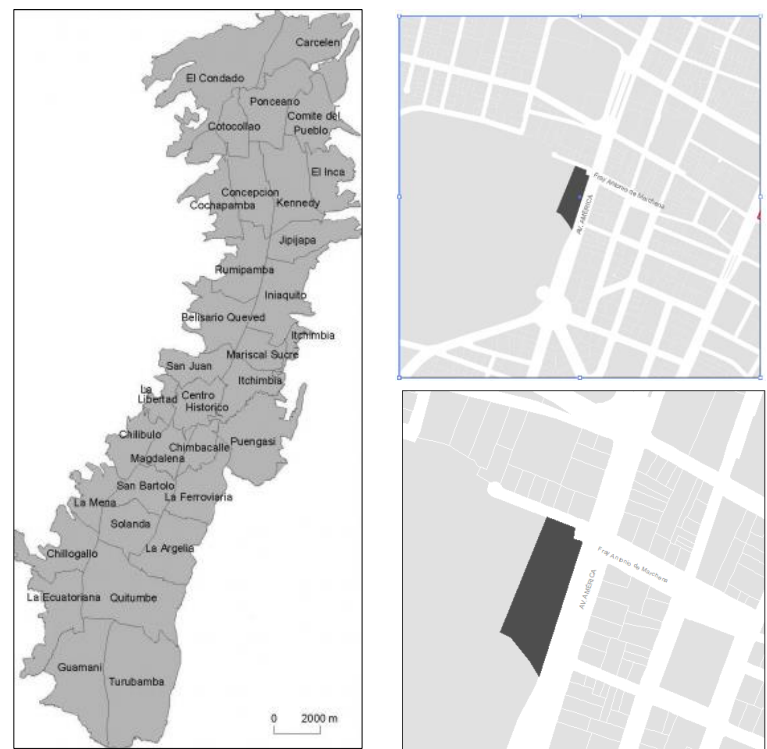 Carcelen
El Condado
Ponceano
Comite del
Pueblo
Cotocollao
El Inca
Concepcion
Kennedy
Cochapamba
Jipijapa
Rumipamba
Iniaquito
Belisario Queved
Itchimbia
Mariscal Sucre
San Juan
Itchimbia
La
Libertad
Centro
Historico
Chilibulo
Chimbacalle
Puengasi
Magdalena
San Bartolo
La Ferroviaria
La Mena
Solanda
La Argelia
Chillogallo
La Ecuatoriana
Quitumbe
Guamani
Turubamba
0 2000 m
Fray Antonio de Marchena
AV. AMÉRICA
Fray Antonio de Marchena
AV. AMÉRICA